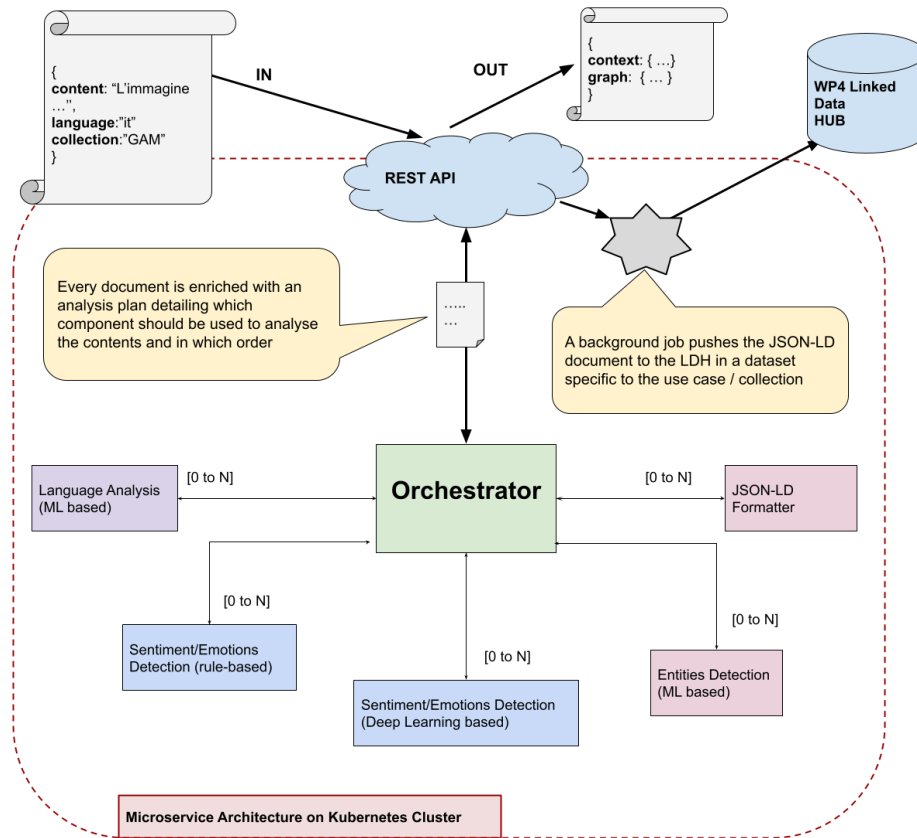 {
content: “L’immagine
…”,
language:”it”
collection:”GAM”
}
IN
OUT
{
context: { …}
graph:  { … }
}
WP4 Linked
Data
HUB
REST API
Every document is enriched with an
analysis plan detailing which
component should be used to analyse
the contents and in which order
…..
…
A background job pushes the JSON-LD
document to the LDH in a dataset
specific to the use case / collection
Language Analysis
(ML based)
[0 to N]
Orchestrator
[0 to N]
JSON-LD
Formatter
[0 to N]
Sentiment/Emotions
Detection (rule-based)
[0 to N]
Sentiment/Emotions Detection
(Deep Learning based)
[0 to N]
Entities Detection
(ML based)
Microservice Architecture on Kubernetes Cluster